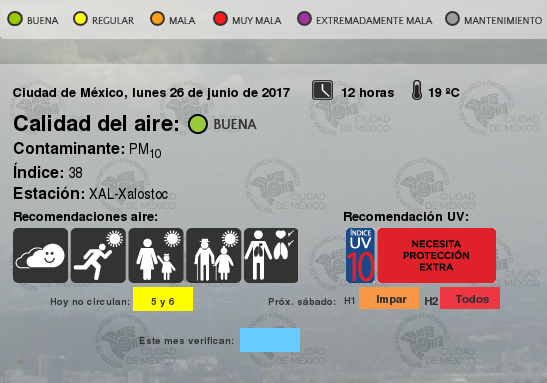 BUENA REGULAR MALA MUY MALA EXTREMADAMENTE MALA MANTENIMIENTO
Ciudad de México, lunes 26 de junio de 2017 12 horas 19 ºC
Calidad del aire: BUENA
Contaminante: PM10
Índice: 38
Estación: XAL-Xalostoc
Recomendaciones aire: Recomendación UV:
ÍNDICE
UV
10
NECESITA
PROTECCIÓN
EXTRA
Hoy no circulan: 5 y 6 Próx. sábado: H1 Impar H2 Todos
Este mes verifican:
CIUDAD
DE MÉXICO